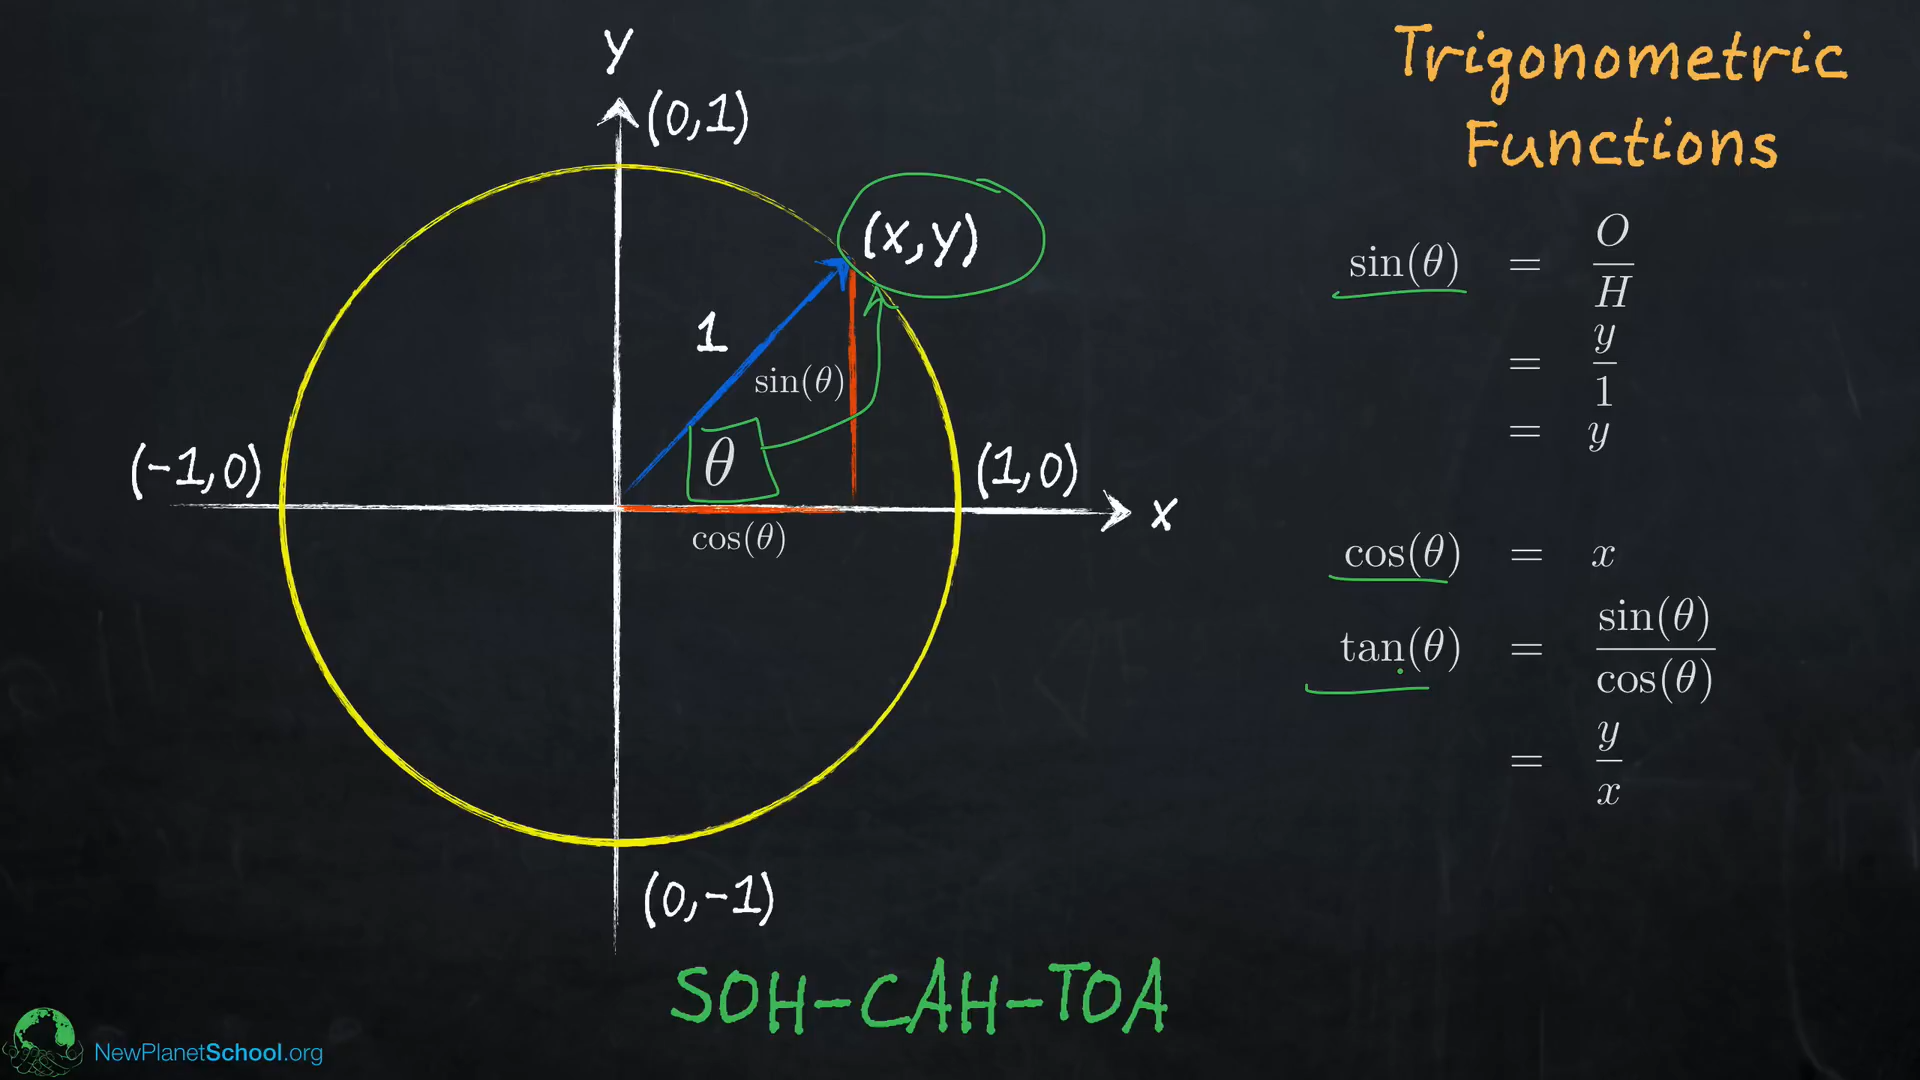 Trigonometric
Functions
y
(0,1)
(x,y)
1
sin(θ)
θ
(-1,0)
(1,0)
x
cos(θ)
(0,-1)
sin(θ) = O/H
= y/1
= y
cos(θ) = x
tan(θ) = sin(θ)/cos(θ)
= y/x
SOH-CAH-TOA
NewPlanetSchool.org